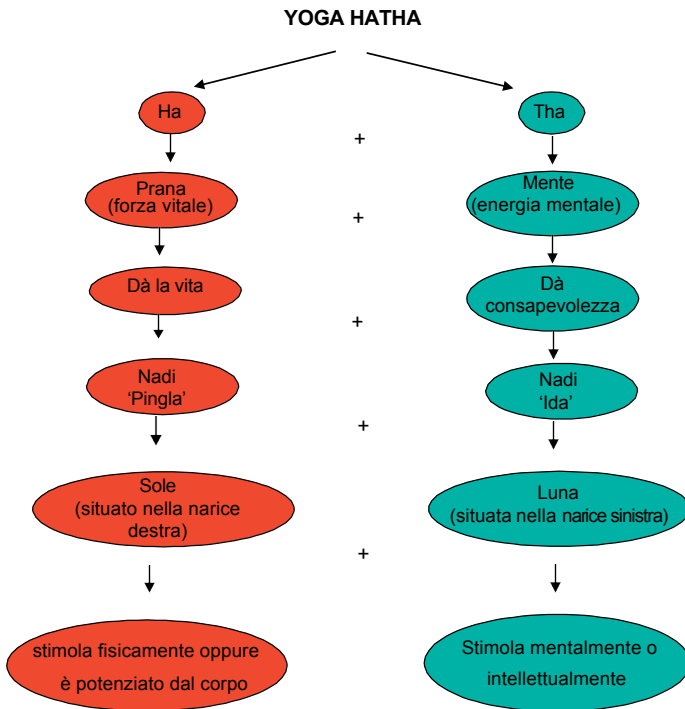 YOGA HATHA
Ha
Tha
+
Prana
(forza vitale)
Mente
(energia mentale)
+
Dà la vita
Dà
consapevolezza
+
Nadi
‘Pingla’
Nadi
‘Ida’
+
Sole
(situato nella narice
destra)
Luna
(situata nella narice sinistra)
+
stimola fisicamente oppure
è potenziato dal corpo
Stimola mentalmente o
intellettualmente